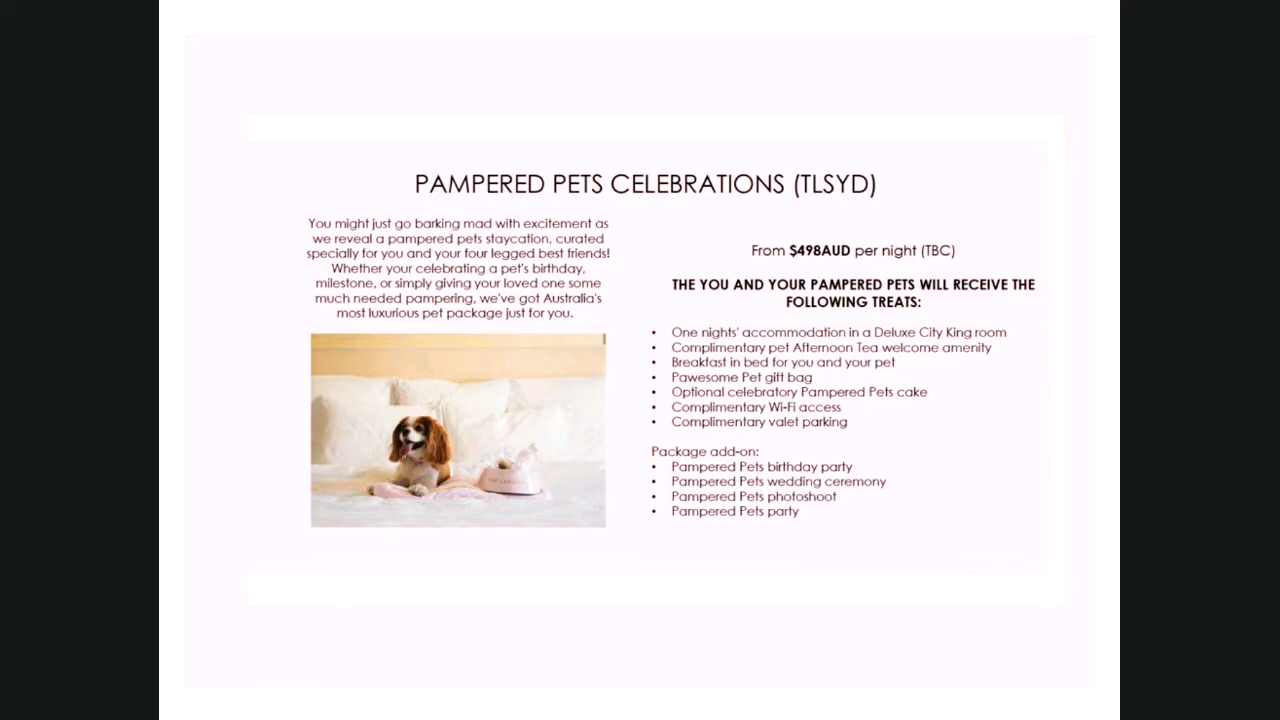 PAMPERED PETS CELEBRATIONS (TLSYD)
You might just go barking mad with excitement as
we reveal a pampered pets staycation, curated
specially for you and your four legged best friends!
Whether your celebrating a pet's birthday,
milestone, or simply giving your loved one some
much needed pampering, we've got Australia's
most luxurious pet package just for you.
From $498AUD per night (TBC)
THE YOU AND YOUR PAMPERED PETS WILL RECEIVE THE
FOLLOWING TREATS:
• One nights' accommodation in a Deluxe City King room
• Complimentary pet Afternoon Tea welcome amenity
• Breakfast in bed for you and your pet
• Pawesome Pet gift bag
• Optional celebratory Pampered Pets cake
• Complimentary Wi-Fi access
• Complimentary valet parking
Package add-on:
• Pampered Pets birthday party
• Pampered Pets wedding ceremony
• Pampered Pets photoshoot
• Pampered Pets party